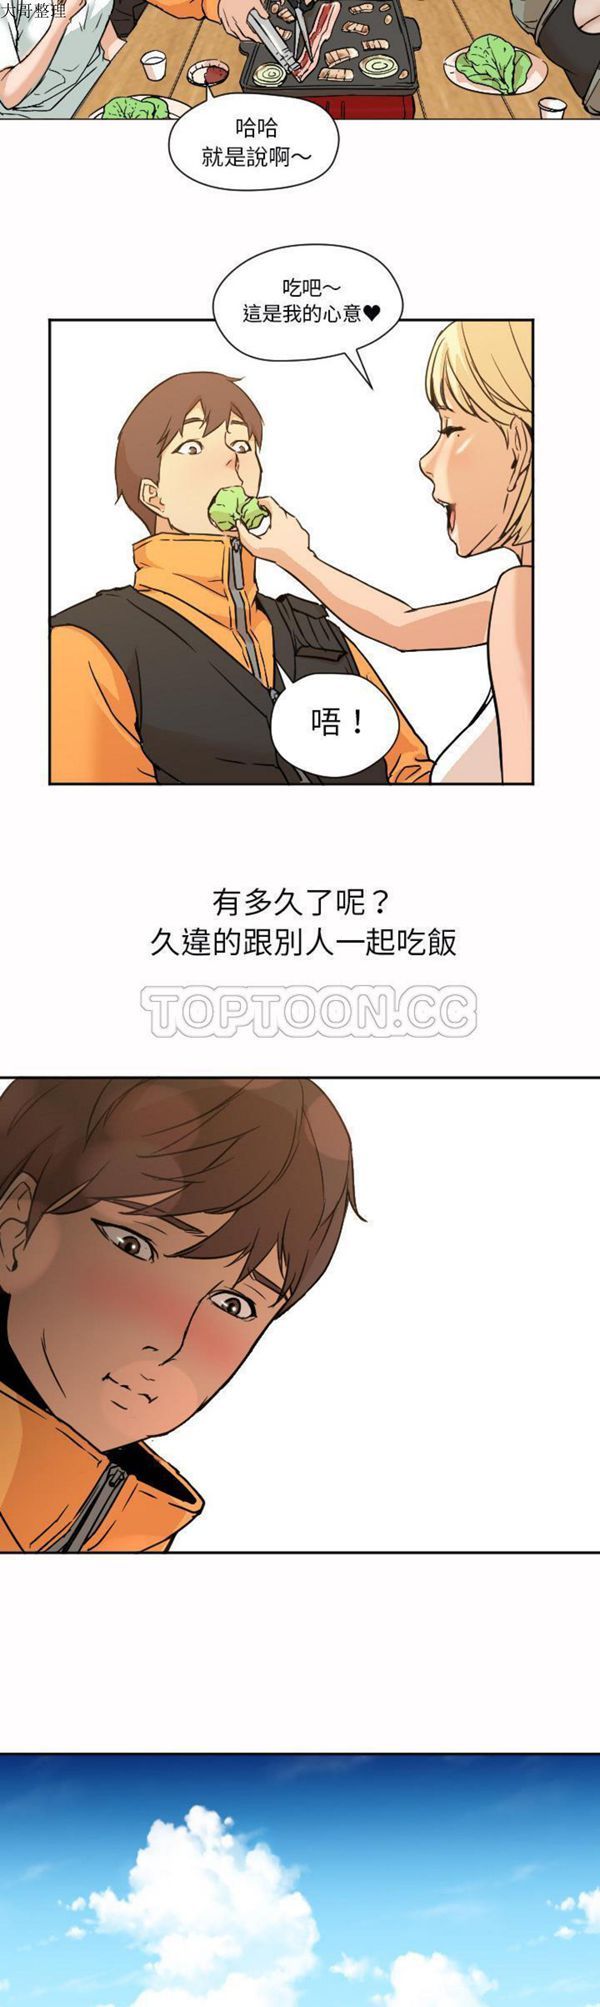 大哥整理
哈哈
就是說啊～
吃吧～
這是我的心意♥
唔！
有多久了呢？
久違的跟別人一起吃飯
TOPTOON.CC